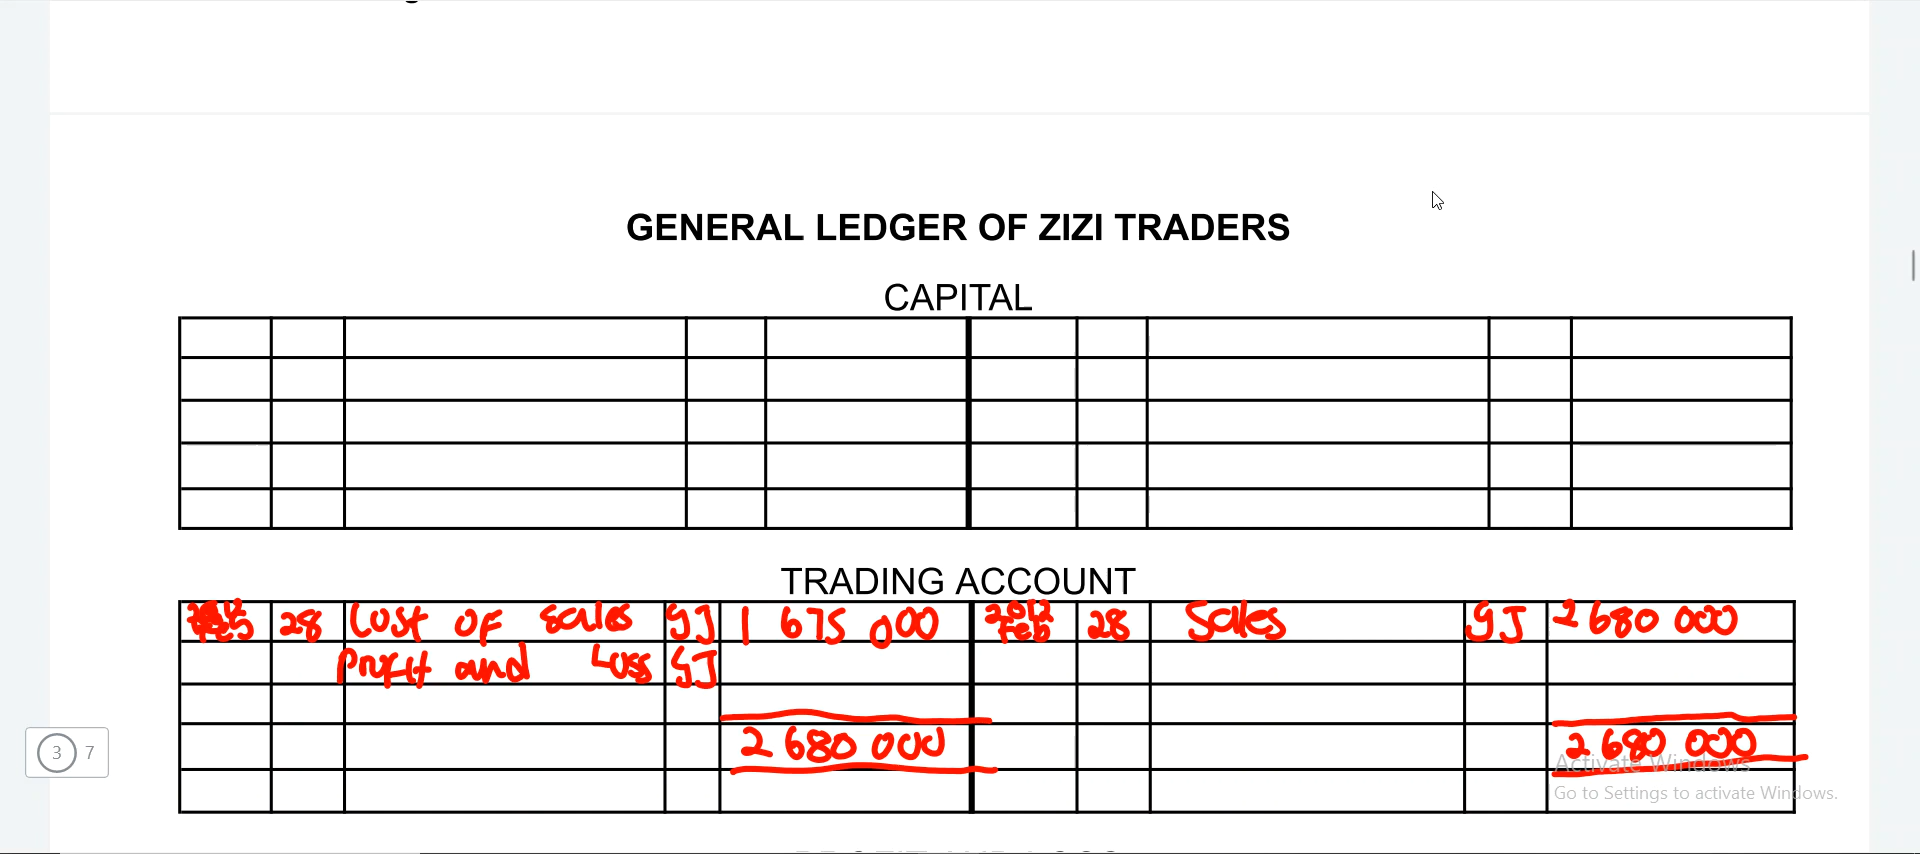 GENERAL LEDGER OF ZIZI TRADERS
CAPITAL
TRADING ACCOUNT
28 Cost OF sales GJ 1 675 000 2012 Feb 28 Sales GJ 2 680 000
Profit and Loss GJ
2 680 000 2 680 000
3 7
Activate Windows
Go to Settings to activate Windows.